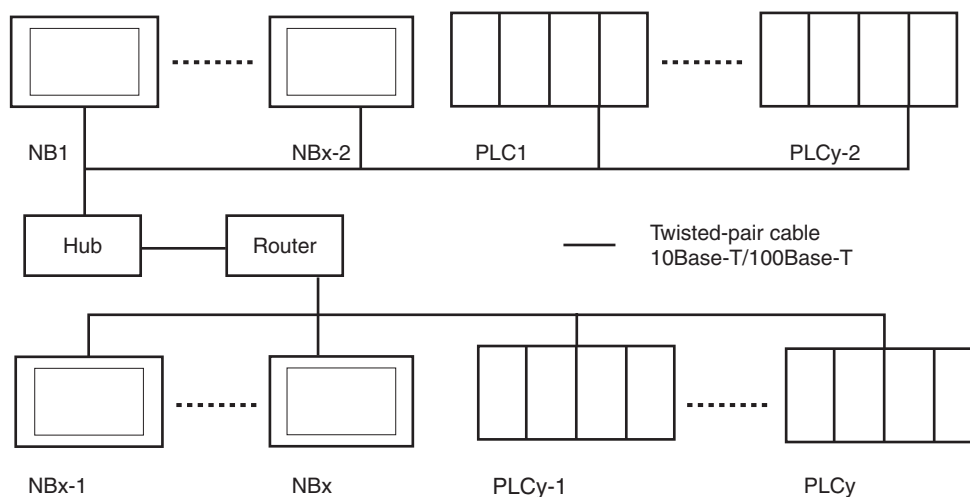 NB1
NBx-2
PLC1
PLCy-2
Hub
Router
Twisted-pair cable
10Base-T/100Base-T
NBx-1
NBx
PLCy-1
PLCy